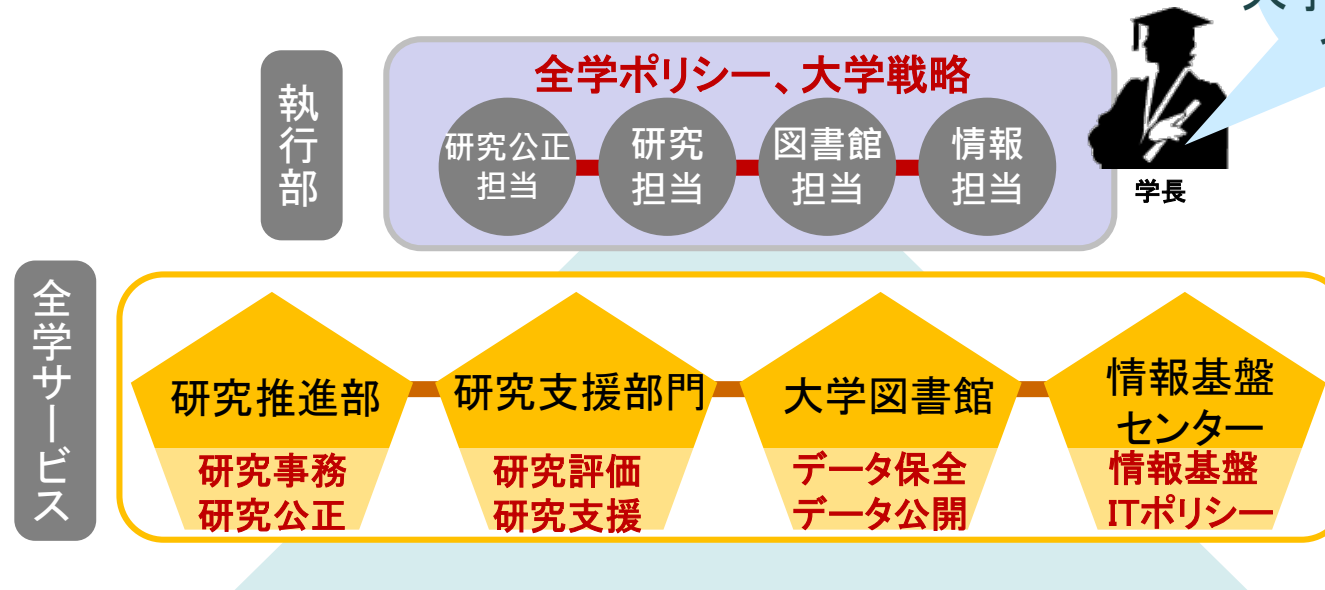 全学ポリシー、大学戦略
執行部
研究公正
担当
研究
担当
図書館
担当
情報
担当
学長
全学サービス
研究推進部
研究事務
研究公正
研究支援部門
研究評価
研究支援
大学図書館
データ保全
データ公開
情報基盤
センター
情報基盤
ITポリシー